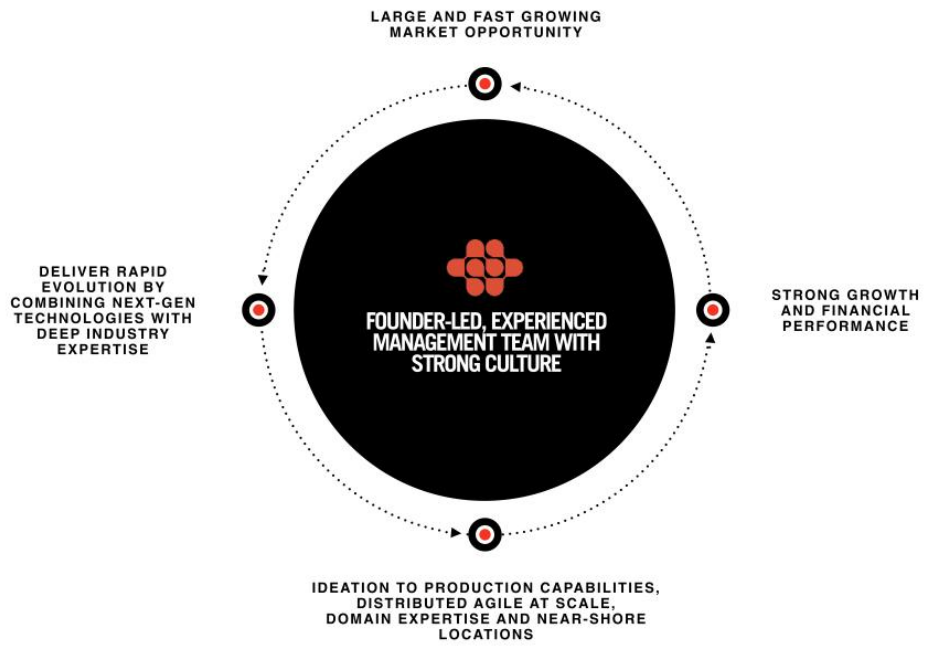 LARGE AND FAST GROWING
MARKET OPPORTUNITY
DELIVER RAPID
EVOLUTION BY
COMBINING NEXT-GEN
TECHNOLOGIES WITH
DEEP INDUSTRY
EXPERTISE
FOUNDER-LED, EXPERIENCED
MANAGEMENT TEAM WITH
STRONG CULTURE
STRONG GROWTH
AND FINANCIAL
PERFORMANCE
IDEATION TO PRODUCTION CAPABILITIES,
DISTRIBUTED AGILE AT SCALE,
DOMAIN EXPERTISE AND NEAR-SHORE
LOCATIONS